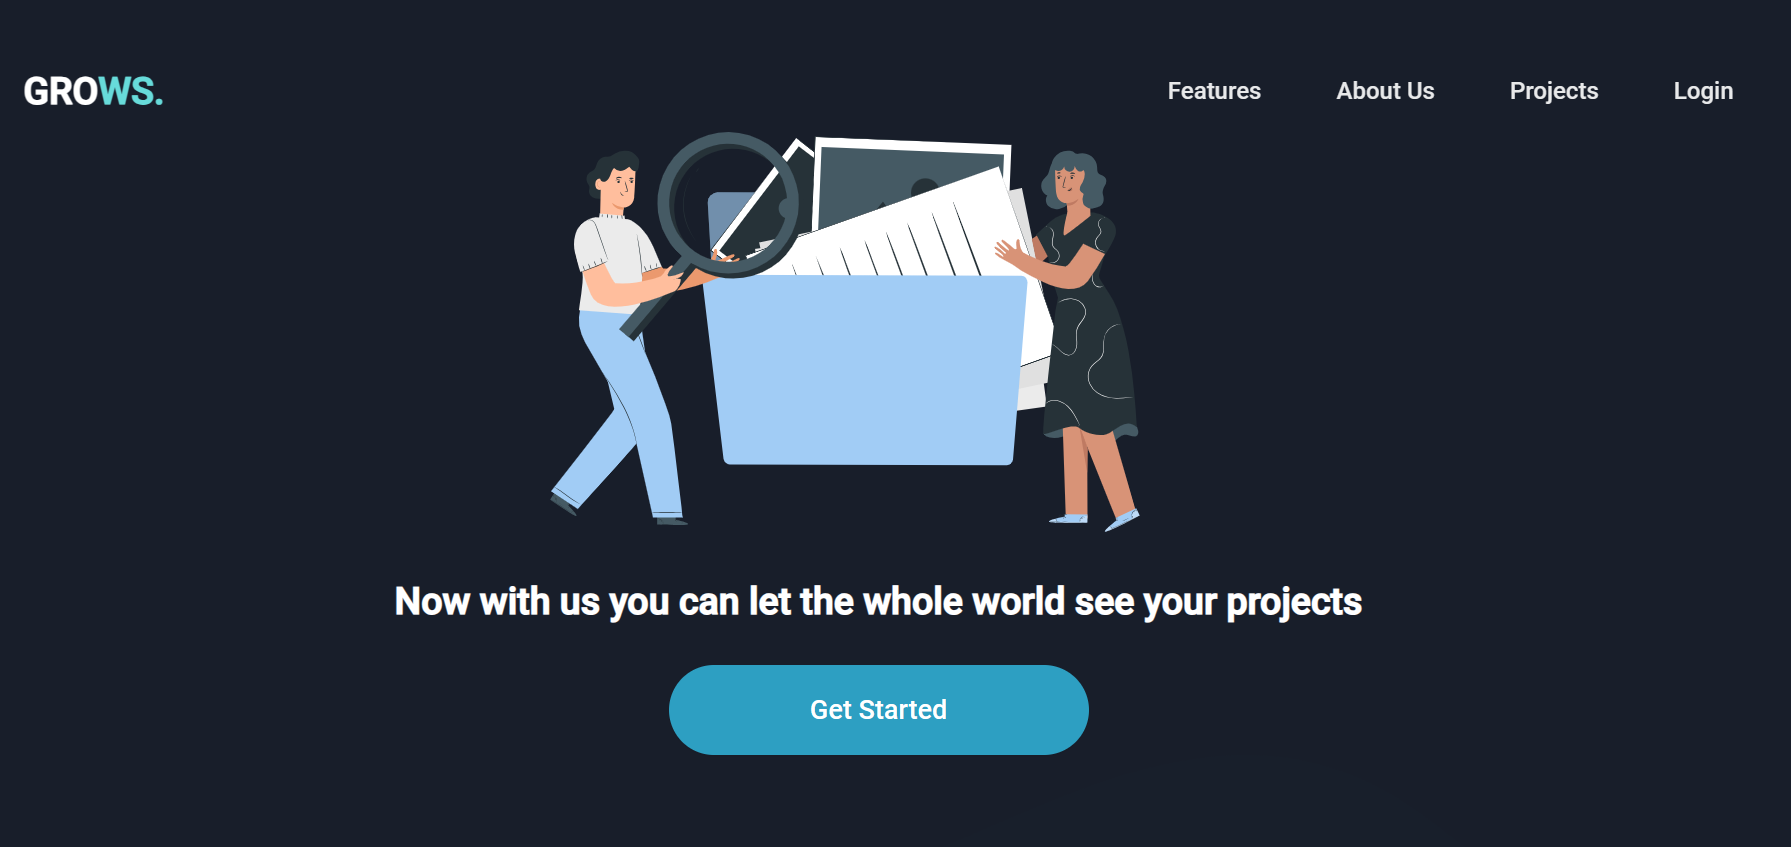 GROWS.
Features
About Us
Projects
Login
Now with us you can let the whole world see your projects
Get Started